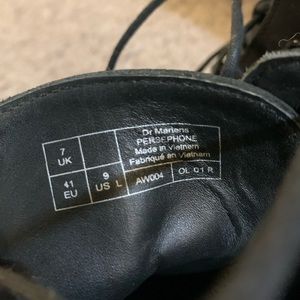 7
UK
41
EU
9
US L
Dr Martens
PERSEPHONE
Made in Vietnam
Fabriqué en Vietnam
AW004
OL 01 R